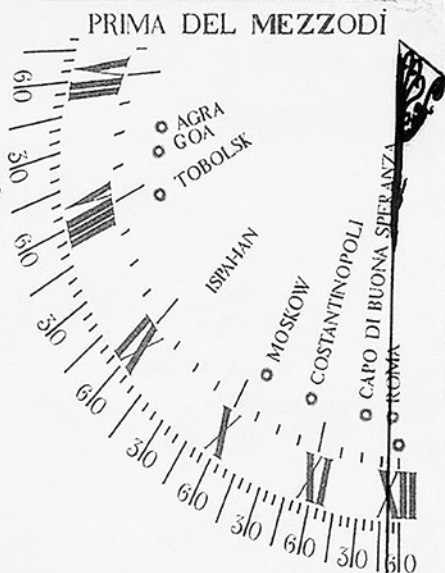 PRIMA DEL MEZZODÌ
AGRA
GOA
TOBOLSK
ISPAHAN
MOSKOW
COSTANTINOPOLI
CAPO DI BUONA SPERANZA
ROMA
VII
VIII
IX
X
XI
XII
60
30
60
30
60
30
60
30
60
30
60